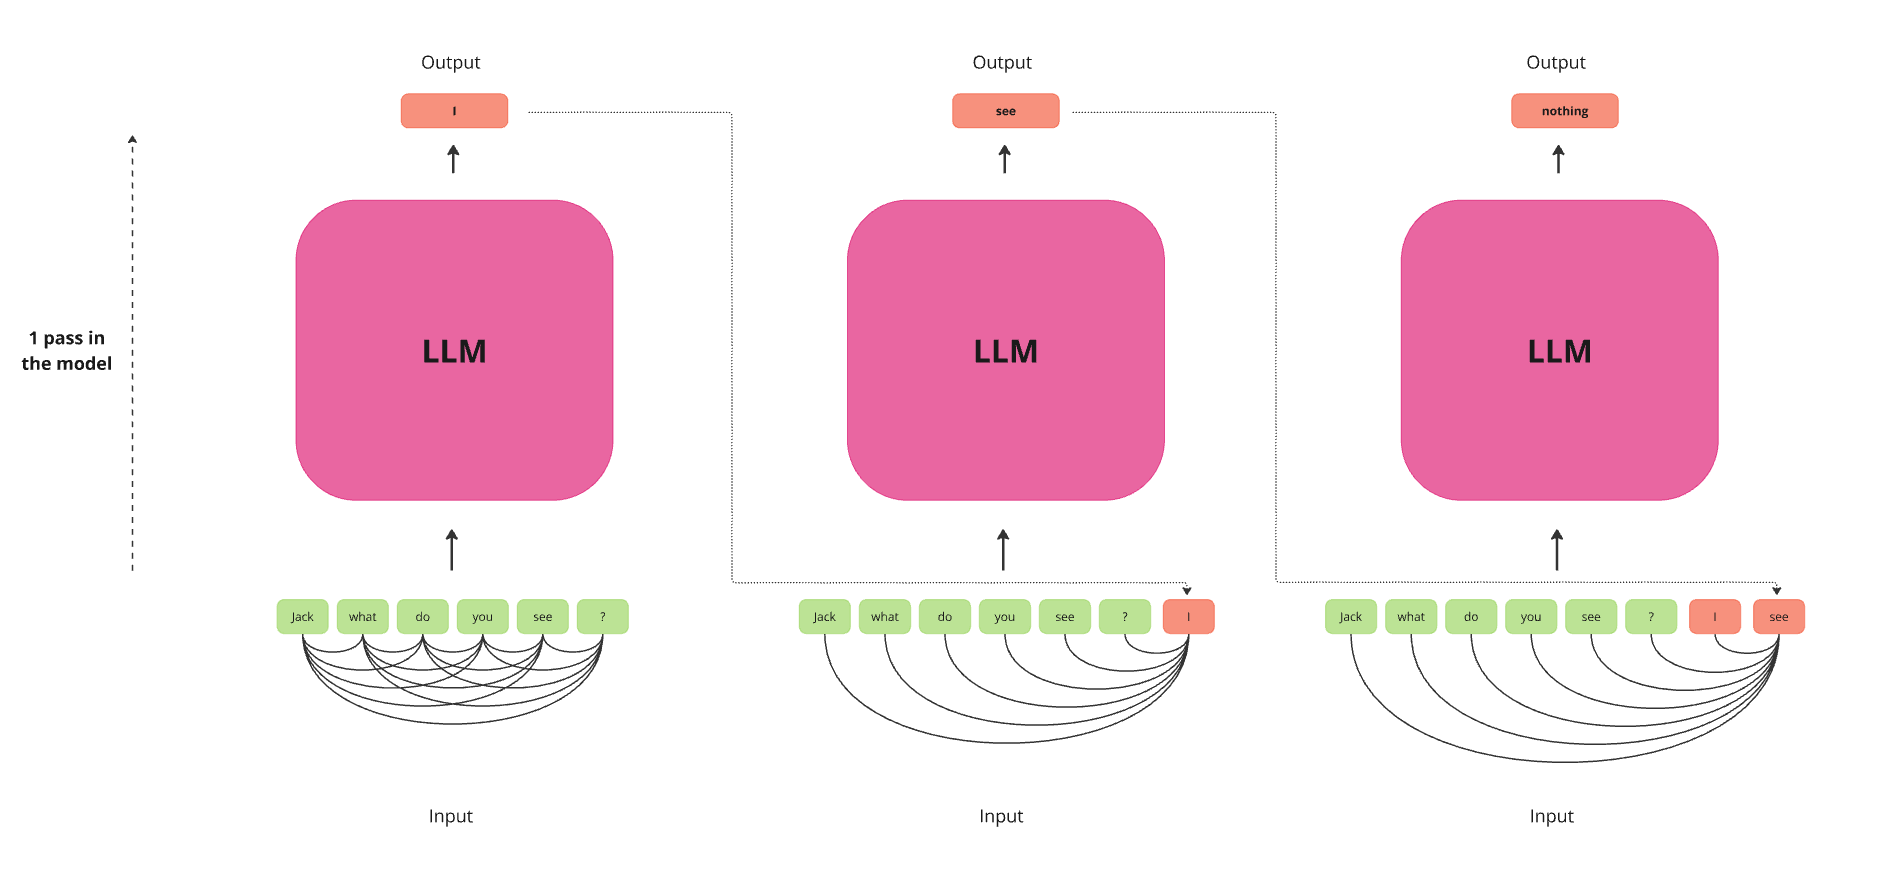 Output
Output
Output
I
see
nothing
1 pass in
the model
LLM
LLM
LLM
Jack what do you see ?
Jack what do you see ? I
Jack what do you see ? I see
Input
Input
Input